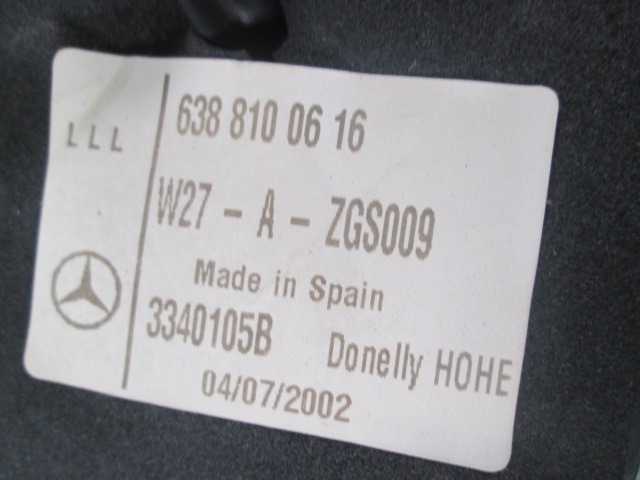 LLL
638 810 06 16
W27 - A - ZGS009
Made in Spain
3340105B Donelly HOHE
04/07/2002